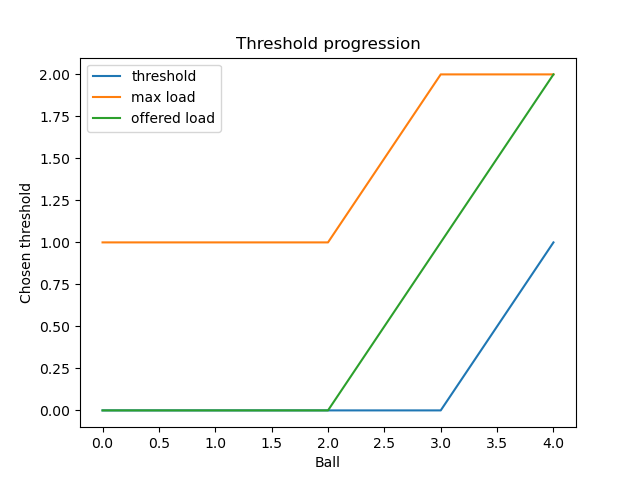 Threshold progression
threshold
max load
offered load
2.00
1.75
1.50
1.25
1.00
0.75
0.50
0.25
0.00
Chosen threshold
0.0 0.5 1.0 1.5 2.0 2.5 3.0 3.5 4.0
Ball